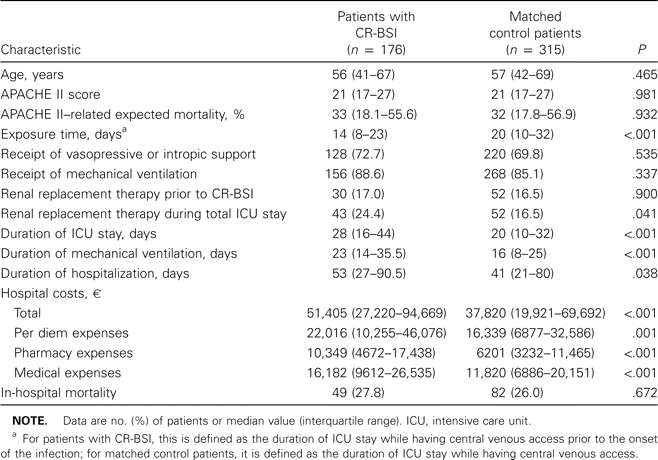 Characteristic Patients with CR-BSI (n = 176) Matched control patients (n = 315) P
Age, years 56 (41–67) 57 (42–69) .465
APACHE II score 21 (17–27) 21 (17–27) .981
APACHE II–related expected mortality, % 33 (18.1–55.6) 32 (17.8–56.9) .932
Exposure time, daysa 14 (8–23) 20 (10–32) <.001
Receipt of vasopressive or intropic support 128 (72.7) 220 (69.8) .535
Receipt of mechanical ventilation 156 (88.6) 268 (85.1) .337
Renal replacement therapy prior to CR-BSI 30 (17.0) 52 (16.5) .900
Renal replacement therapy during total ICU stay 43 (24.4) 52 (16.5) .041
Duration of ICU stay, days 28 (16–44) 20 (10–32) <.001
Duration of mechanical ventilation, days 23 (14–35.5) 16 (8–25) <.001
Duration of hospitalization, days 53 (27–90.5) 41 (21–80) .038
Hospital costs, €
Total 51,405 (27,220–94,669) 37,820 (19,921–69,692) <.001
Per diem expenses 22,016 (10,255–46,076) 16,339 (6877–32,586) .001
Pharmacy expenses 10,349 (4672–17,438) 6201 (3232–11,465) <.001
Medical expenses 16,182 (9612–26,535) 11,820 (6886–20,151) <.001
In-hospital mortality 49 (27.8) 82 (26.0) .672
NOTE. Data are no. (%) of patients or median value (interquartile range). ICU, intensive care unit.
a For patients with CR-BSI, this is defined as the duration of ICU stay while having central venous access prior to the onset
of the infection; for matched control patients, it is defined as the duration of ICU stay while having central venous access.